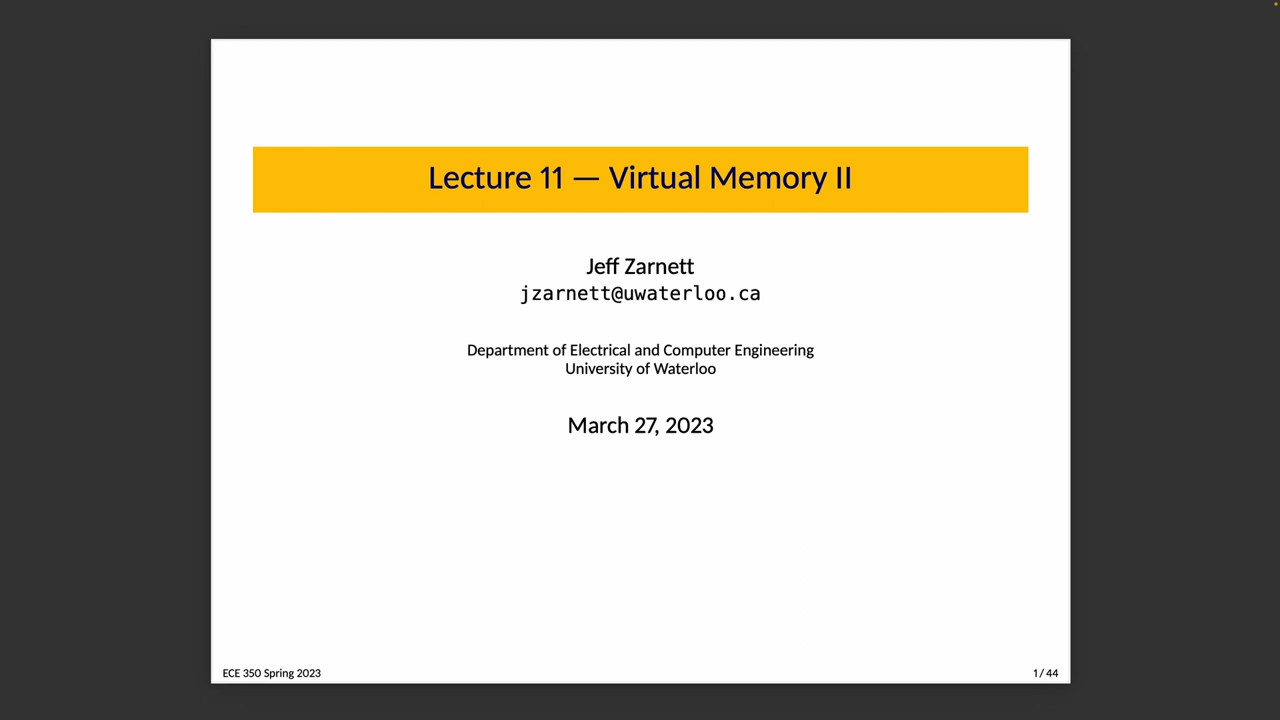 Lecture 11 — Virtual Memory II
Jeff Zarnett
jzarnett@uwaterloo.ca
Department of Electrical and Computer Engineering
University of Waterloo
March 27, 2023
ECE 350 Spring 2023
1 / 44